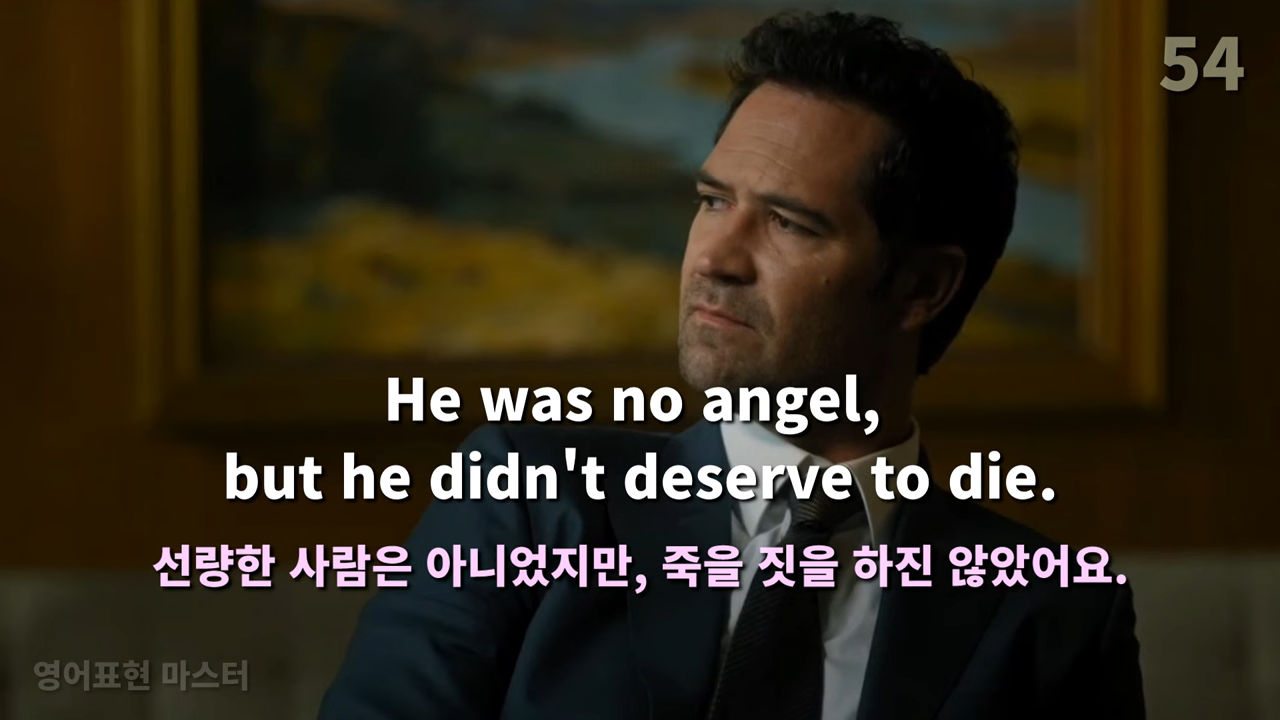 54
He was no angel,
but he didn't deserve to die.
선량한 사람은 아니었지만, 죽을 짓을 하진 않았어요.
영어표현 마스터